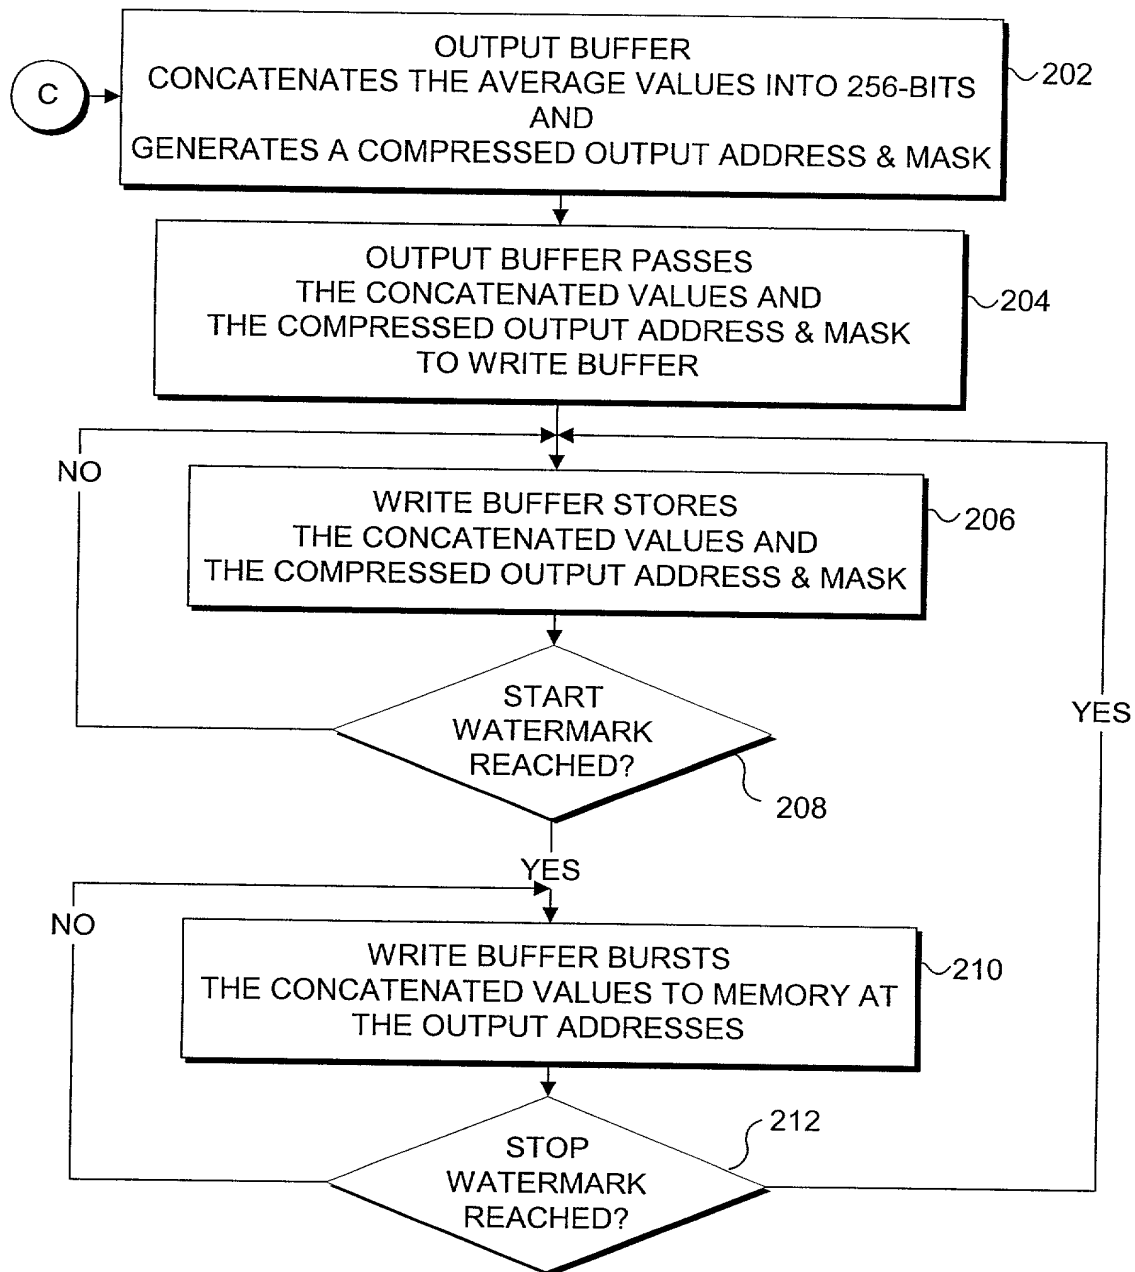 C
OUTPUT BUFFER
CONCATENATES THE AVERAGE VALUES INTO 256-BITS
AND
GENERATES A COMPRESSED OUTPUT ADDRESS & MASK
202
OUTPUT BUFFER PASSES
THE CONCATENATED VALUES AND
THE COMPRESSED OUTPUT ADDRESS & MASK
TO WRITE BUFFER
204
NO
WRITE BUFFER STORES
THE CONCATENATED VALUES AND
THE COMPRESSED OUTPUT ADDRESS & MASK
206
START
WATERMARK
REACHED?
208
YES
YES
NO
WRITE BUFFER BURSTS
THE CONCATENATED VALUES TO MEMORY AT
THE OUTPUT ADDRESSES
210
STOP
WATERMARK
REACHED?
212